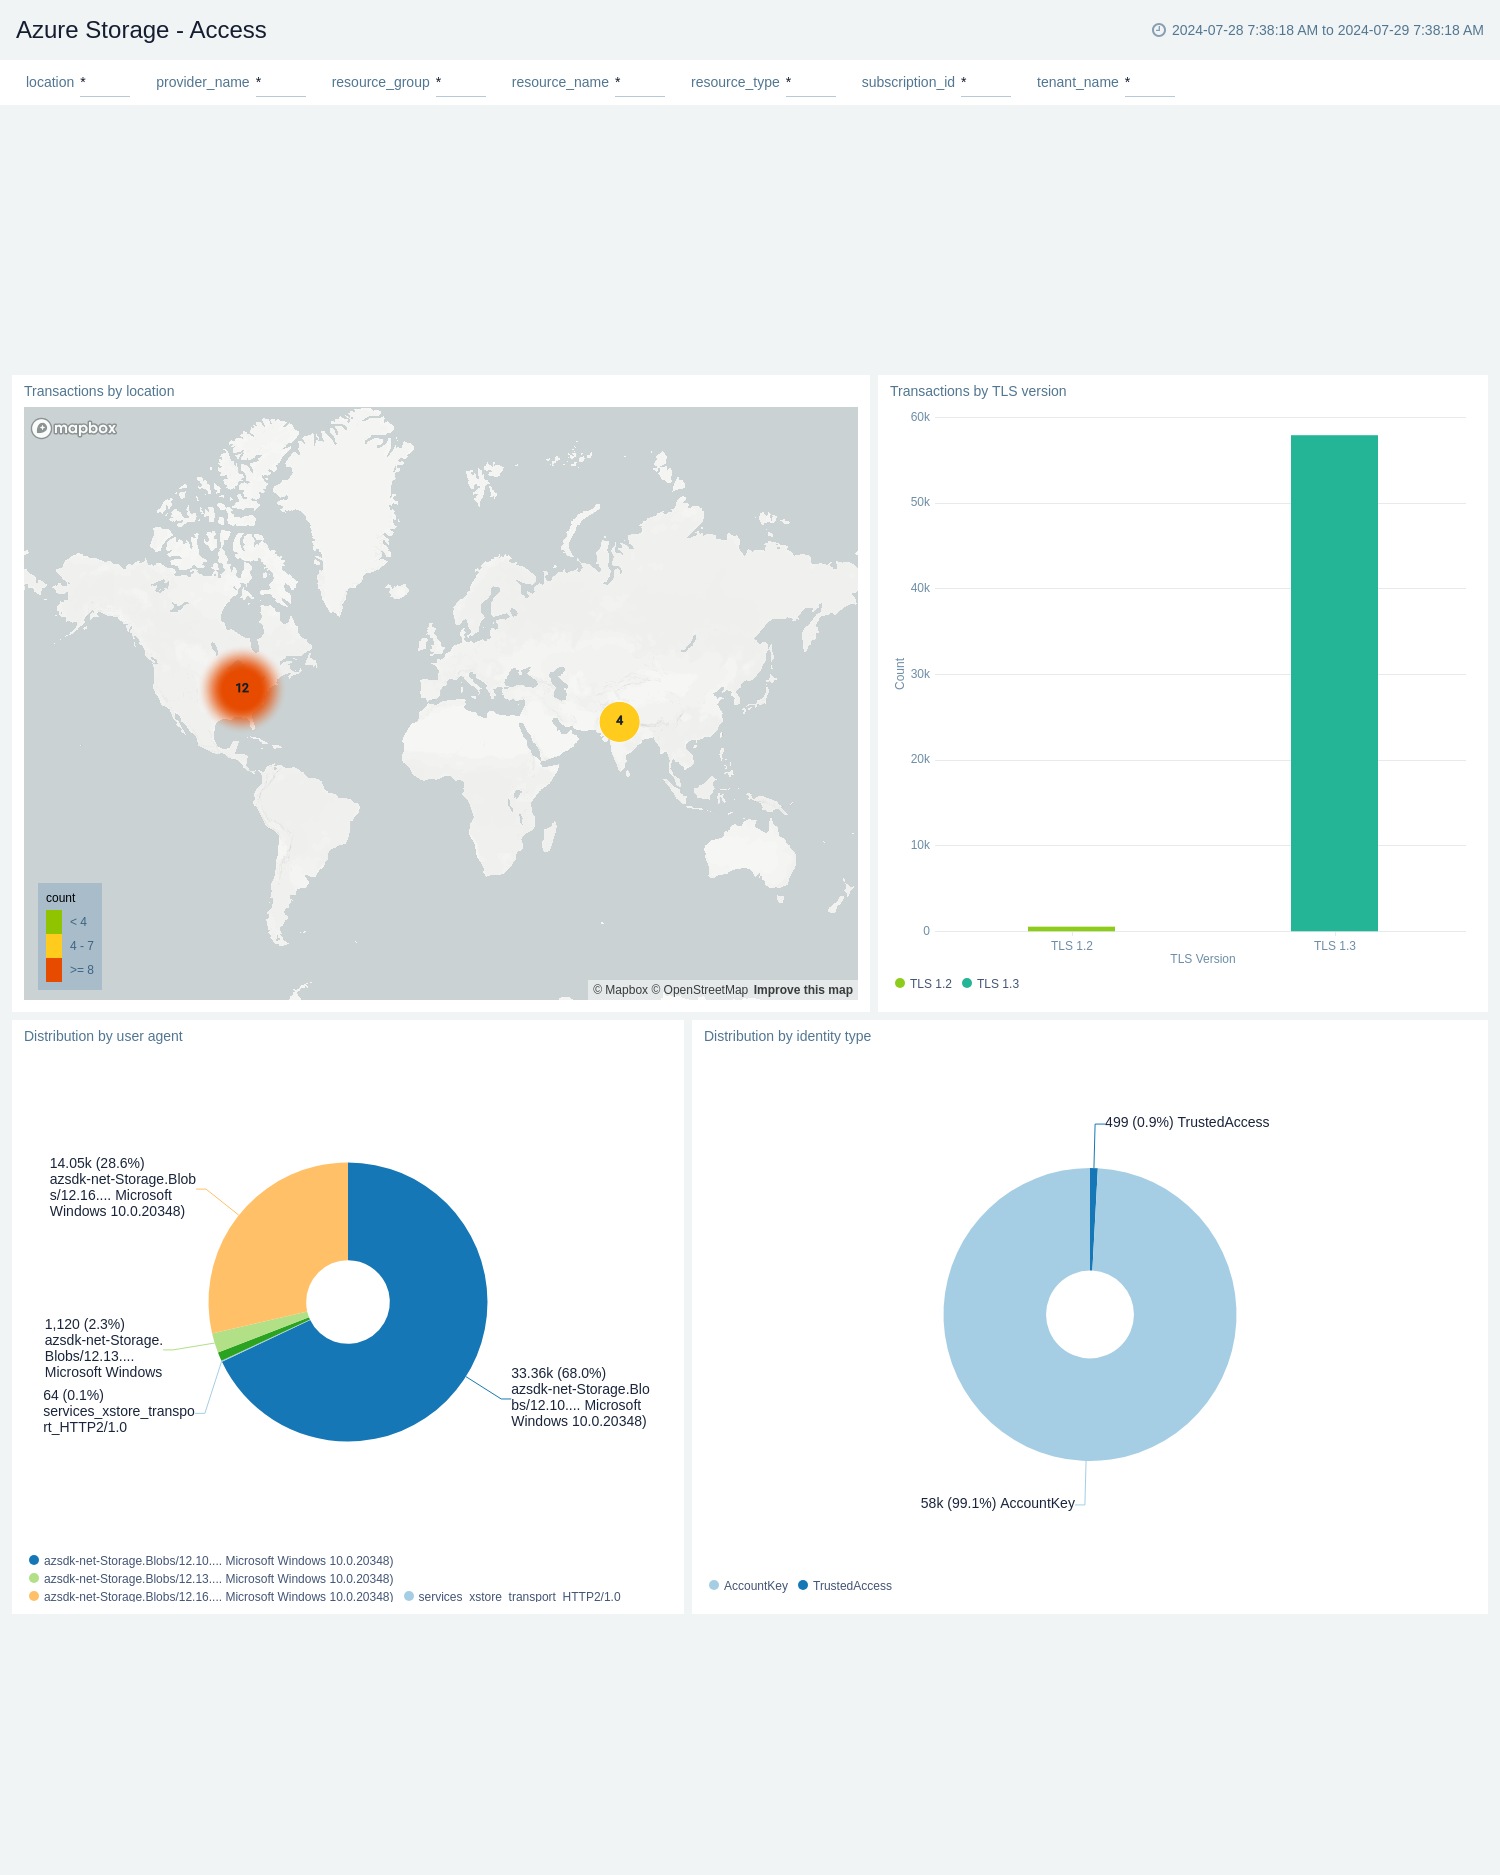 Azure Storage - Access
2024-07-28 7:38:18 AM to 2024-07-29 7:38:18 AM
location * provider_name * resource_group * resource_name * resource_type * subscription_id * tenant_name *
Transactions by location
mapbox
12
4
count
< 4
4 - 7
>= 8
© Mapbox © OpenStreetMap Improve this map
Transactions by TLS version
60k
50k
40k
30k
20k
10k
0
Count
TLS 1.2 TLS 1.3
TLS Version
TLS 1.2 TLS 1.3
Distribution by user agent
14.05k (28.6%)
azsdk-net-Storage.Blob
s/12.16.... Microsoft
Windows 10.0.20348)
1,120 (2.3%)
azsdk-net-Storage.
Blobs/12.13....
Microsoft Windows
64 (0.1%)
services_xstore_transpo
rt_HTTP2/1.0
33.36k (68.0%)
azsdk-net-Storage.Blo
bs/12.10.... Microsoft
Windows 10.0.20348)
azsdk-net-Storage.Blobs/12.10.... Microsoft Windows 10.0.20348)
azsdk-net-Storage.Blobs/12.13.... Microsoft Windows 10.0.20348)
azsdk-net-Storage.Blobs/12.16.... Microsoft Windows 10.0.20348) services_xstore_transport_HTTP2/1.0
Distribution by identity type
499 (0.9%) TrustedAccess
58k (99.1%) AccountKey
AccountKey TrustedAccess